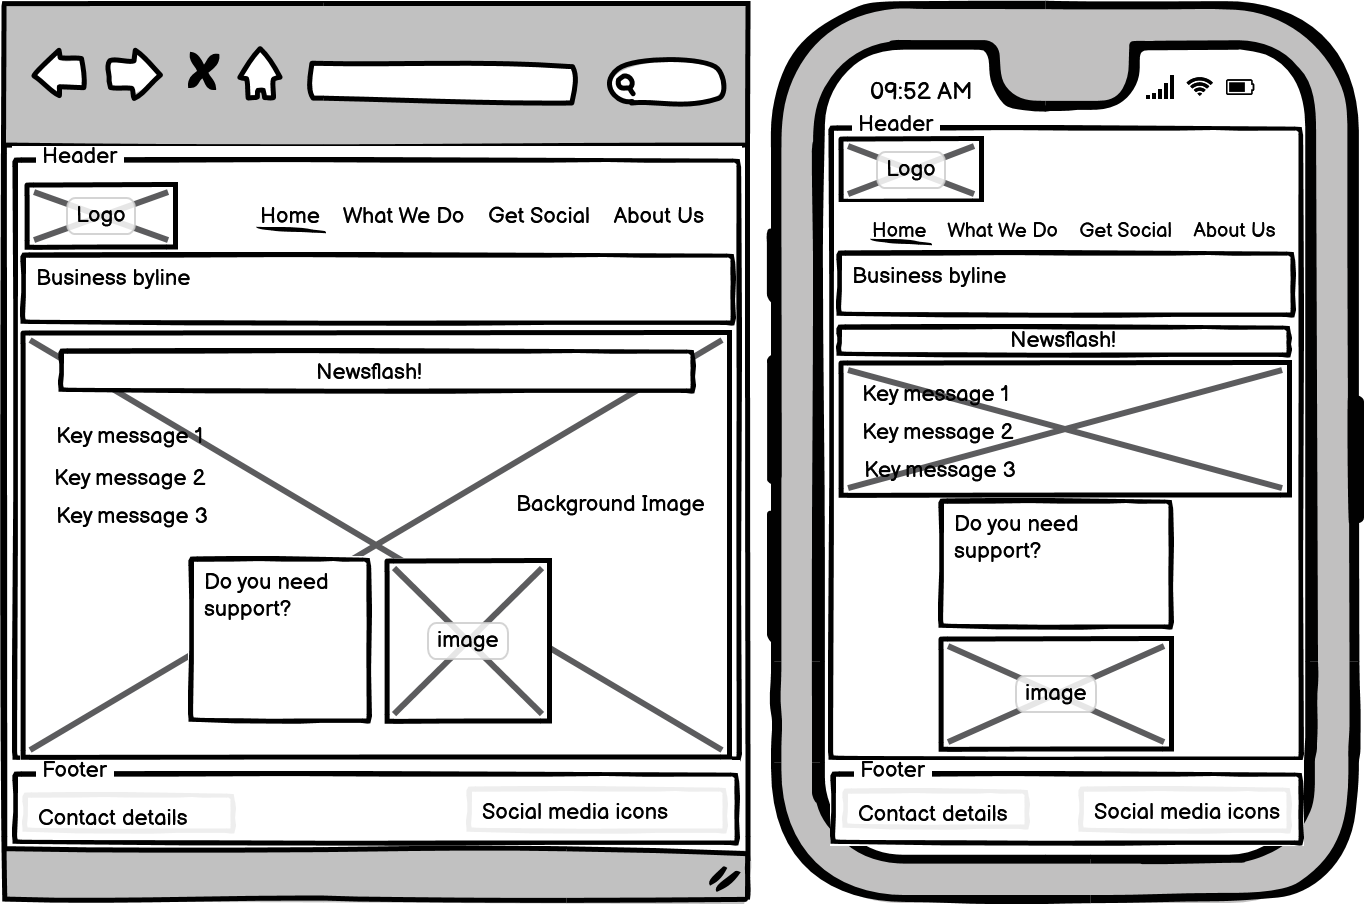 Header
Logo
Home What We Do Get Social About Us
Business byline
Newsflash!
Key message 1
Key message 2
Key message 3
Background Image
Do you need
support?
image
Footer
Contact details
Social media icons
09:52 AM
Header
Logo
Home What We Do Get Social About Us
Business byline
Newsflash!
Key message 1
Key message 2
Key message 3
Do you need
support?
image
Footer
Contact details
Social media icons